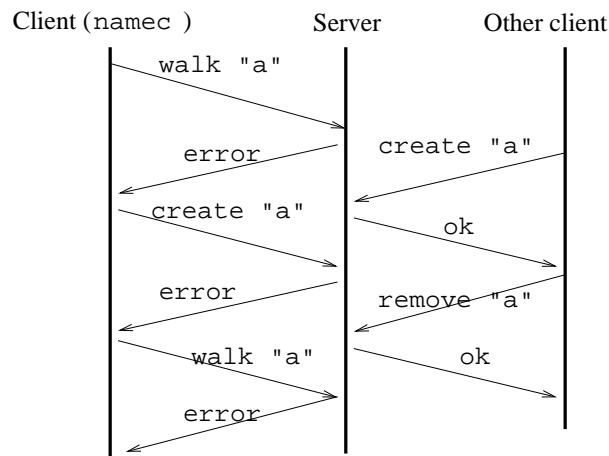 Client (namec )
Server
Other client
walk "a"
error
create "a"
create "a"
ok
error
remove "a"
walk "a"
ok
error